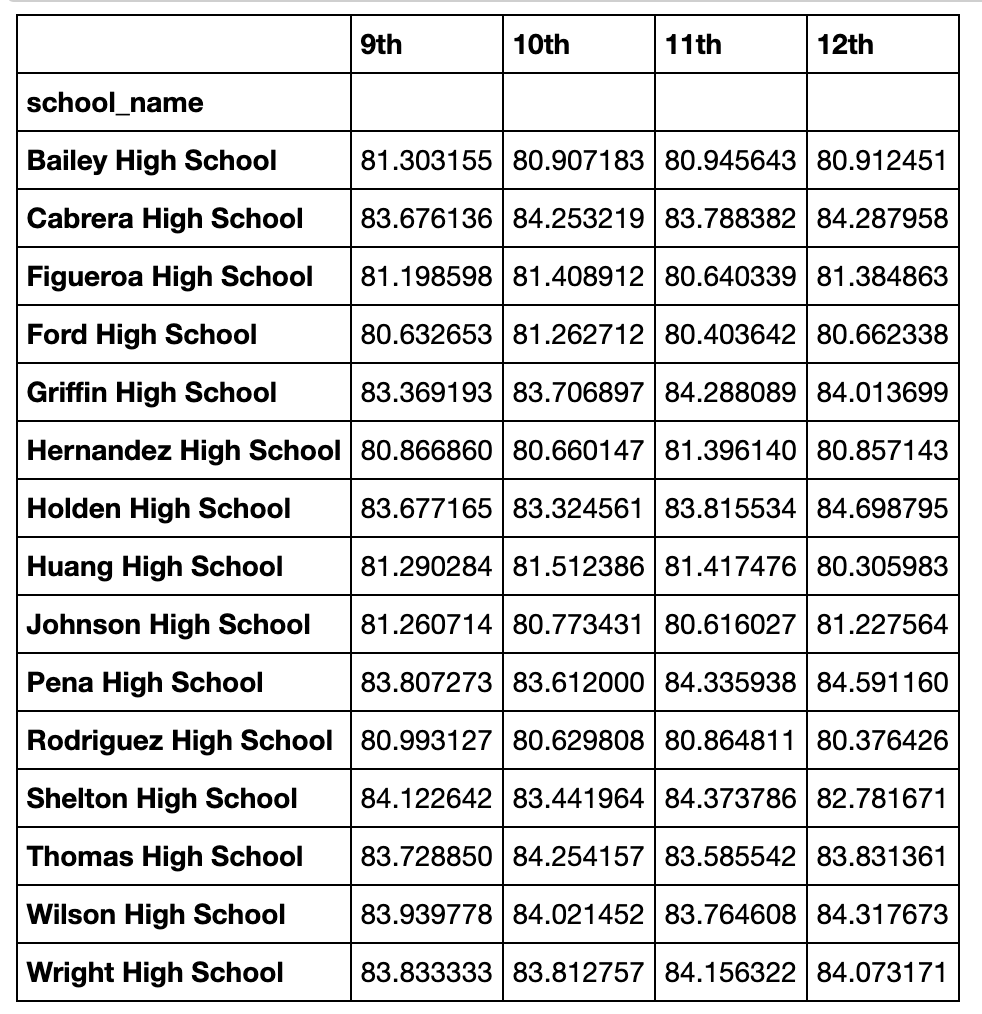 9th 10th 11th 12th
school_name
Bailey High School 81.303155 80.907183 80.945643 80.912451
Cabrera High School 83.676136 84.253219 83.788382 84.287958
Figueroa High School 81.198598 81.408912 80.640339 81.384863
Ford High School 80.632653 81.262712 80.403642 80.662338
Griffin High School 83.369193 83.706897 84.288089 84.013699
Hernandez High School 80.866860 80.660147 81.396140 80.857143
Holden High School 83.677165 83.324561 83.815534 84.698795
Huang High School 81.290284 81.512386 81.417476 80.305983
Johnson High School 81.260714 80.773431 80.616027 81.227564
Pena High School 83.807273 83.612000 84.335938 84.591160
Rodriguez High School 80.993127 80.629808 80.864811 80.376426
Shelton High School 84.122642 83.441964 84.373786 82.781671
Thomas High School 83.728850 84.254157 83.585542 83.831361
Wilson High School 83.939778 84.021452 83.764608 84.317673
Wright High School 83.833333 83.812757 84.156322 84.073171